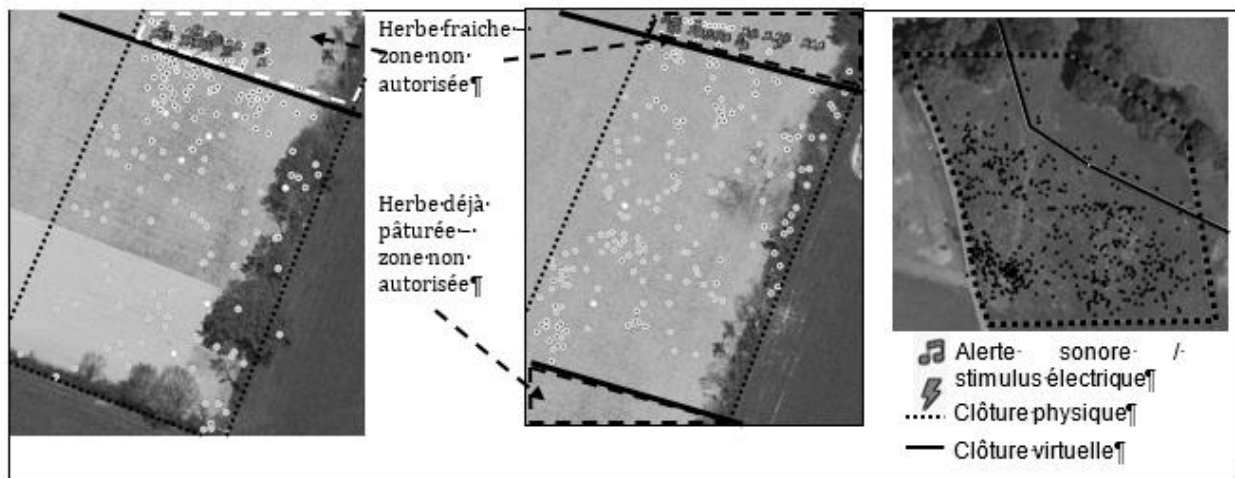 Herbe·fraiche·–·
zone·non·
autorisée¶
Herbe·déjà·
pâturée·–·
zone·non·
autorisée¶
Alerte· sonore· /·
stimulus·électrique¶
Clôture·physique¶
Clôture·virtuelle¶